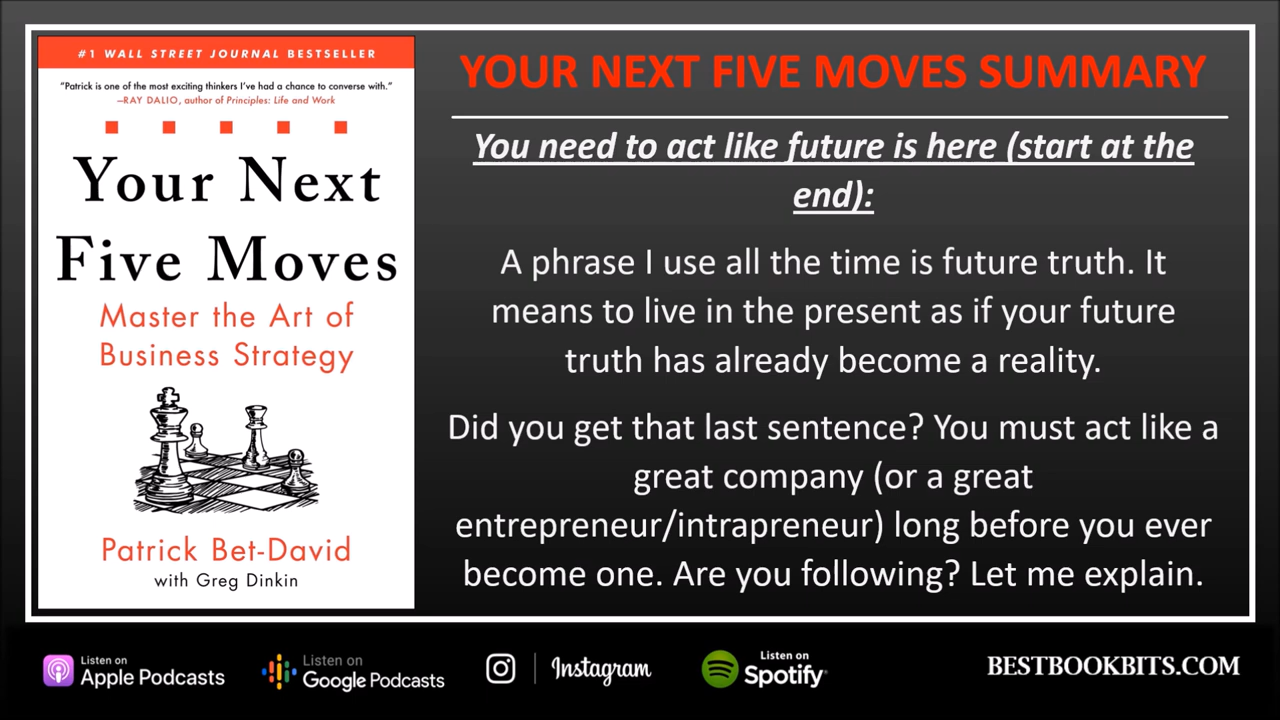 #1 WALL STREET JOURNAL BESTSELLER
“Patrick is one of the most exciting thinkers I’ve had a chance to converse with.”
—RAY DALIO, author of Principles: Life and Work
Your Next
Five Moves
Master the Art of
Business Strategy
Patrick Bet-David
with Greg Dinkin
YOUR NEXT FIVE MOVES SUMMARY
You need to act like future is here (start at the
end):
A phrase I use all the time is future truth. It
means to live in the present as if your future
truth has already become a reality.
Did you get that last sentence? You must act like a
great company (or a great
entrepreneur/intrapreneur) long before you ever
become one. Are you following? Let me explain.
Listen on
Apple Podcasts
Listen on
Google Podcasts
Instagram
Listen on
Spotify
BESTBOOKBITS.COM